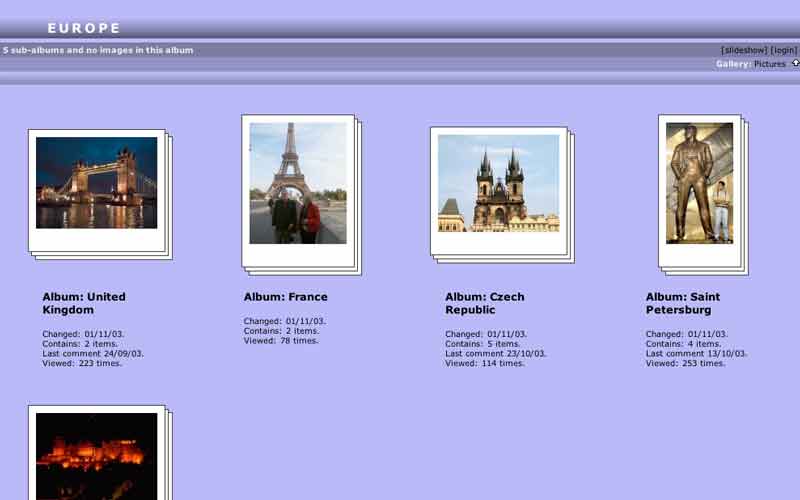 EUROPE
5 sub-albums and no images in this album
[slideshow] [login]
Gallery: Pictures
Album: United
Kingdom
Changed: 01/11/03.
Contains: 2 items.
Last comment 24/09/03.
Viewed: 223 times.
Album: France
Changed: 01/11/03.
Contains: 2 items.
Viewed: 78 times.
Album: Czech
Republic
Changed: 01/11/03.
Contains: 5 items.
Last comment 23/10/03.
Viewed: 114 times.
Album: Saint
Petersburg
Changed: 01/11/03.
Contains: 4 items.
Last comment 13/10/03.
Viewed: 253 times.